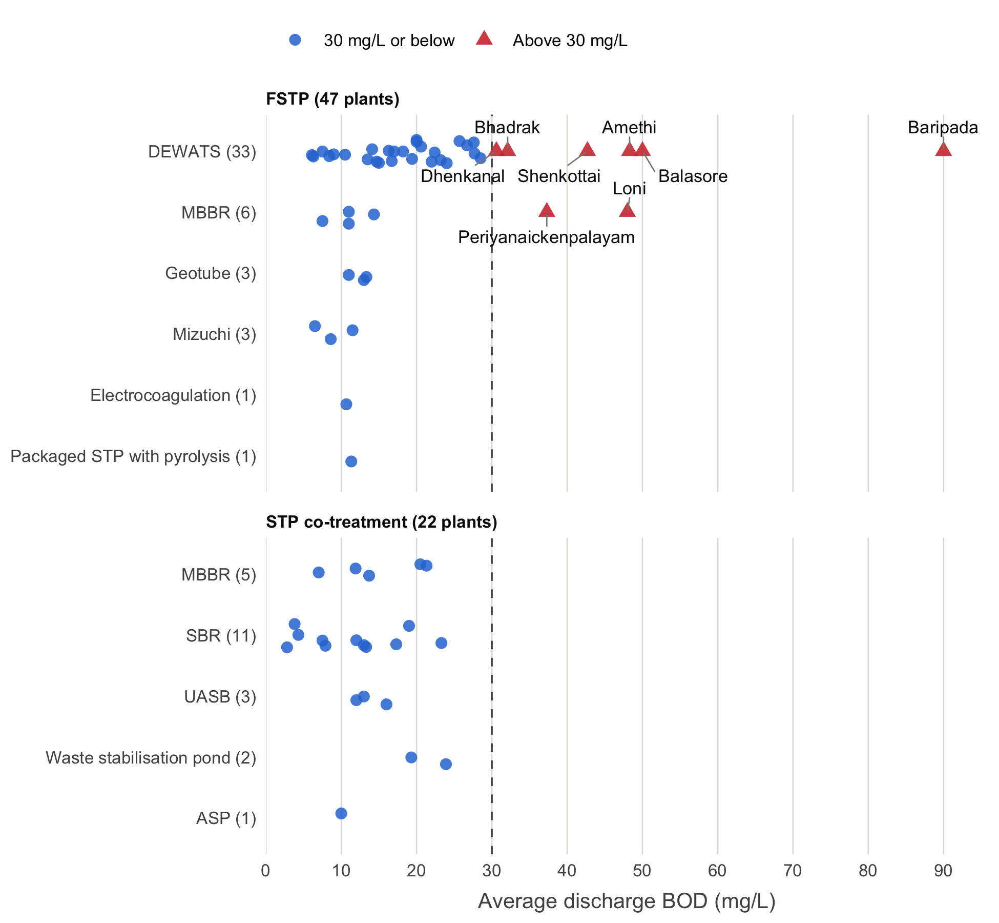 30 mg/L or below
Above 30 mg/L
FSTP (47 plants)
Bhadrak
Amethi
Baripada
DEWATS (33)
Dhenkanal
Shenkottai
Balasore
Loni
MBBR (6)
Periyanaickenpalayam
Geotube (3)
Mizuchi (3)
Electrocoagulation (1)
Packaged STP with pyrolysis (1)
STP co-treatment (22 plants)
MBBR (5)
SBR (11)
UASB (3)
Waste stabilisation pond (2)
ASP (1)
0 10 20 30 40 50 60 70 80 90
Average discharge BOD (mg/L)